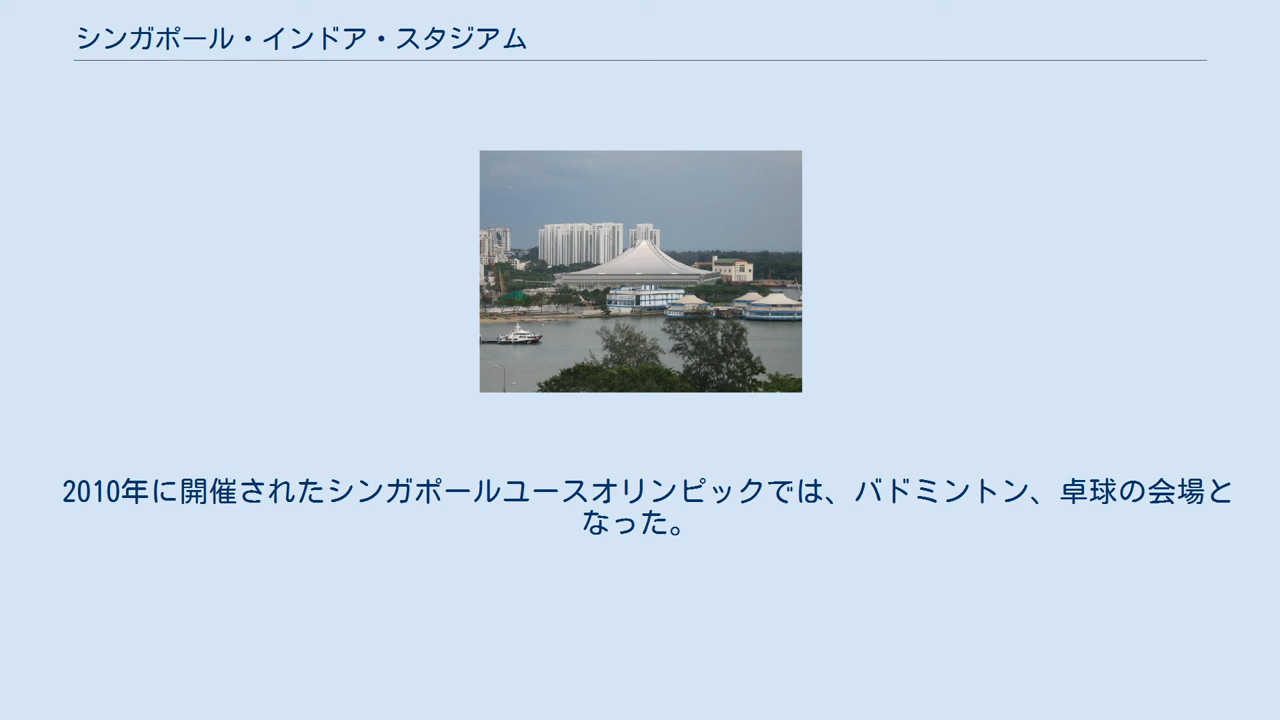 シンガポール・インドア・スタジアム
2010年に開催されたシンガポールユースオリンピックでは、バドミントン、卓球の会場と
なった。